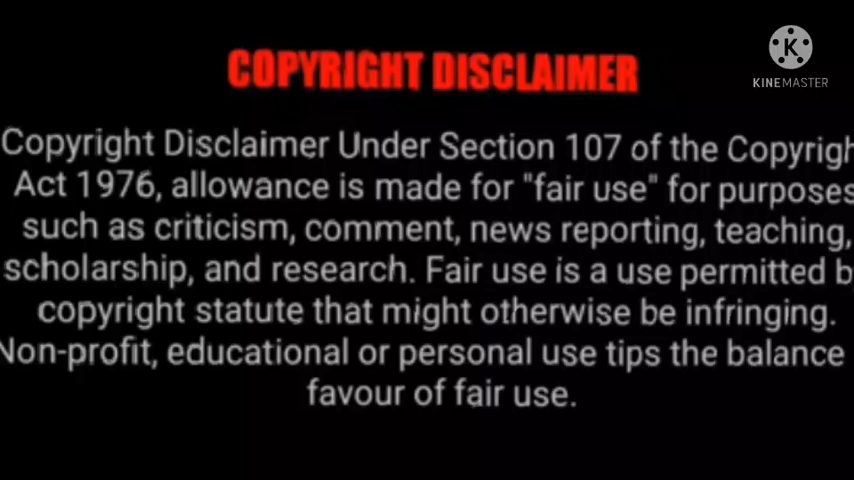 COPYRIGHT DISCLAIMER
K
KINEMASTER
Copyright Disclaimer Under Section 107 of the Copyrigh
Act 1976, allowance is made for "fair use" for purposes
such as criticism, comment, news reporting, teaching,
scholarship, and research. Fair use is a use permitted b
copyright statute that might otherwise be infringing.
Non-profit, educational or personal use tips the balance
favour of fair use.